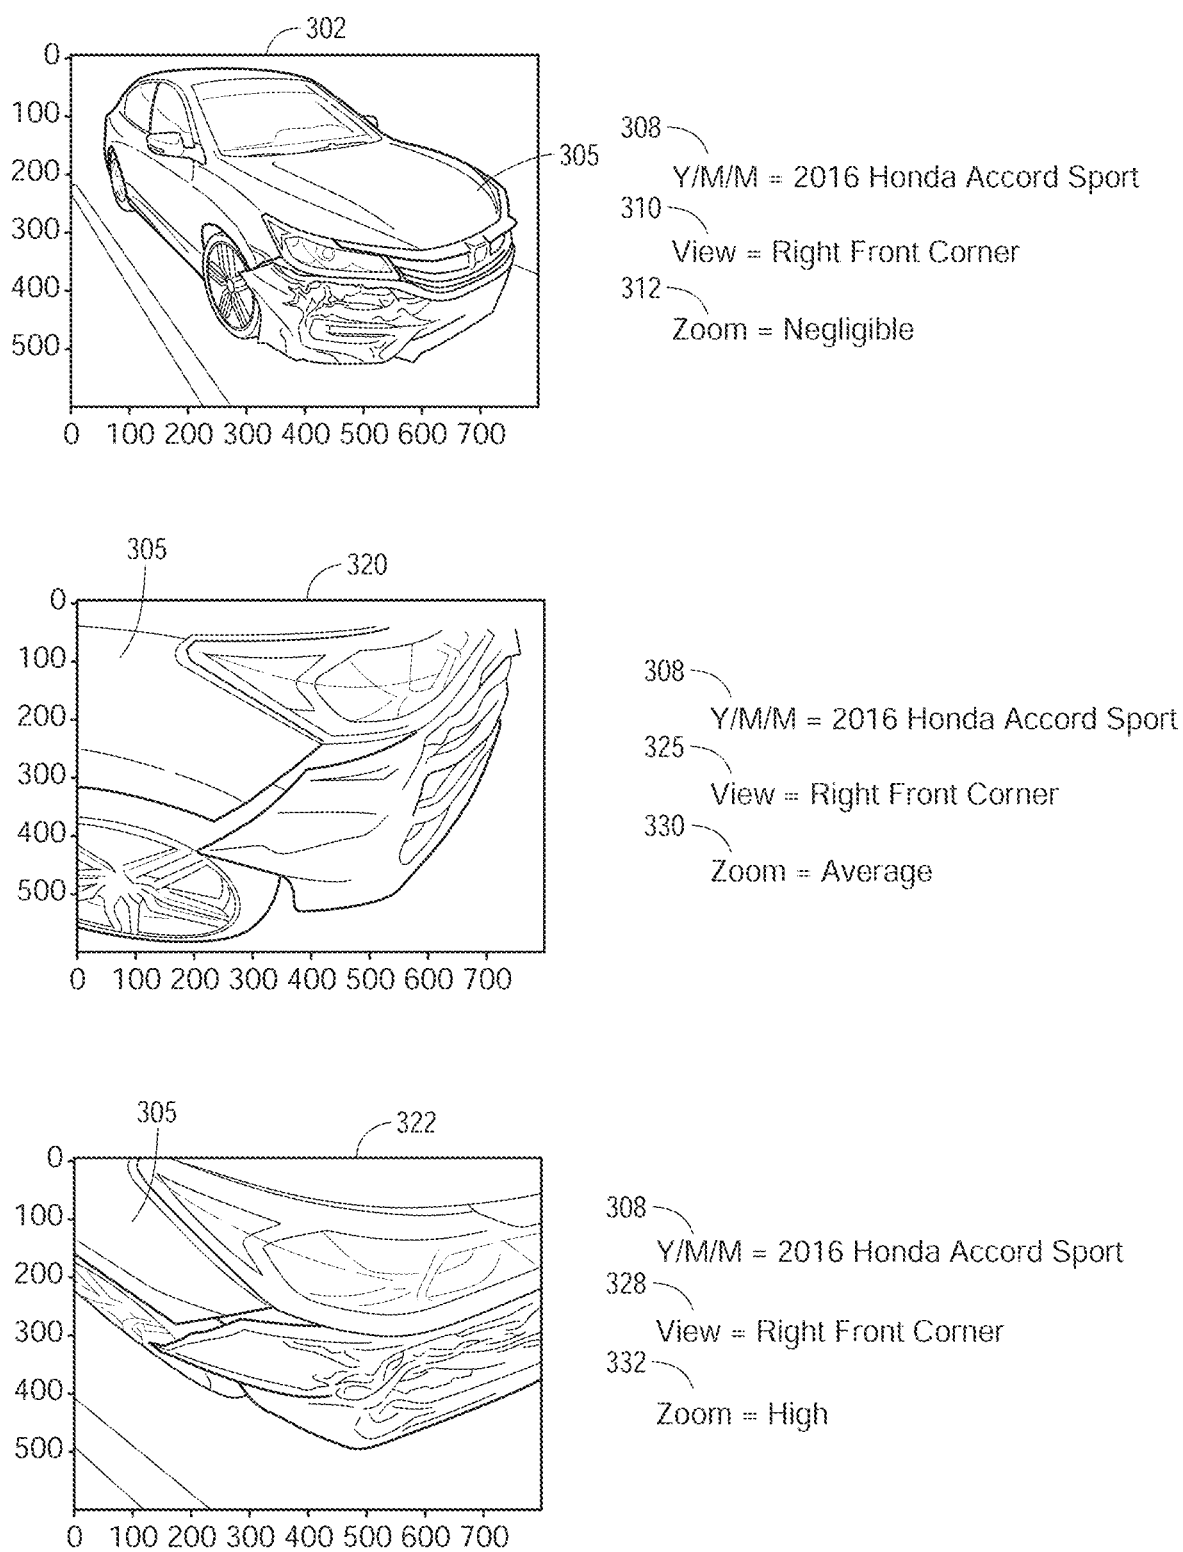 302
0
100
200
300
400
500
0 100 200 300 400 500 600 700
305
308
Y/M/M = 2016 Honda Accord Sport
310
View = Right Front Corner
312
Zoom = Negligible
305
320
0
100
200
300
400
500
0 100 200 300 400 500 600 700
308
Y/M/M = 2016 Honda Accord Sport
325
View = Right Front Corner
330
Zoom = Average
305
322
0
100
200
300
400
500
0 100 200 300 400 500 600 700
308
Y/M/M = 2016 Honda Accord Sport
328
View = Right Front Corner
332
Zoom = High